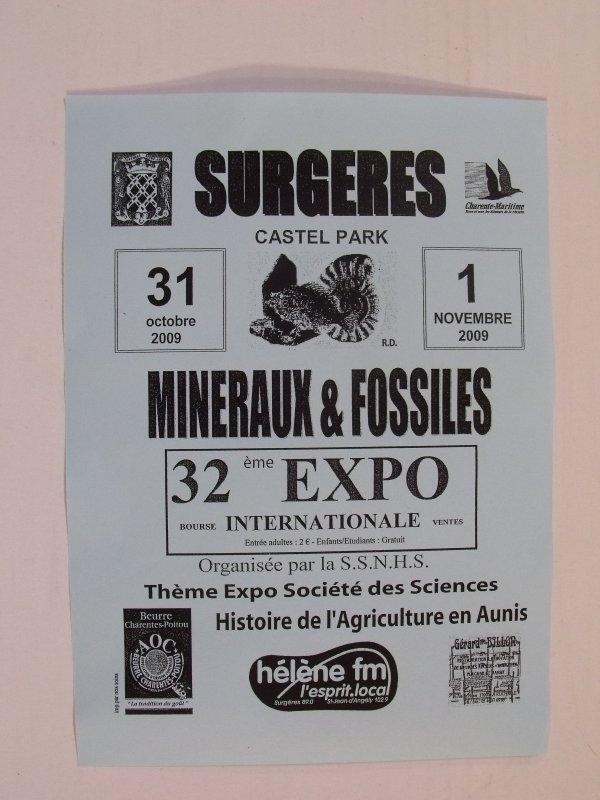 SURGERES
Charente-Maritime
CASTEL PARK
31
octobre
2009
1
NOVEMBRE
2009
R.D.
MINERAUX & FOSSILES
32 ème EXPO
BOURSE INTERNATIONALE VENTES
Entrée adultes : 2 € - Enfants/Etudiants : Gratuit
Organisée par la S.S.N.H.S.
Thème Expo Société des Sciences
Histoire de l'Agriculture en Aunis
Beurre
Charentes-Poitou
A.O.C.
BEURRE CHARENTES-POITOU
"La tradition du goût"
hélène fm
l'esprit.local
Surgères 89.0 St-Jean-d'Angély 102.9
Gérard BILLON